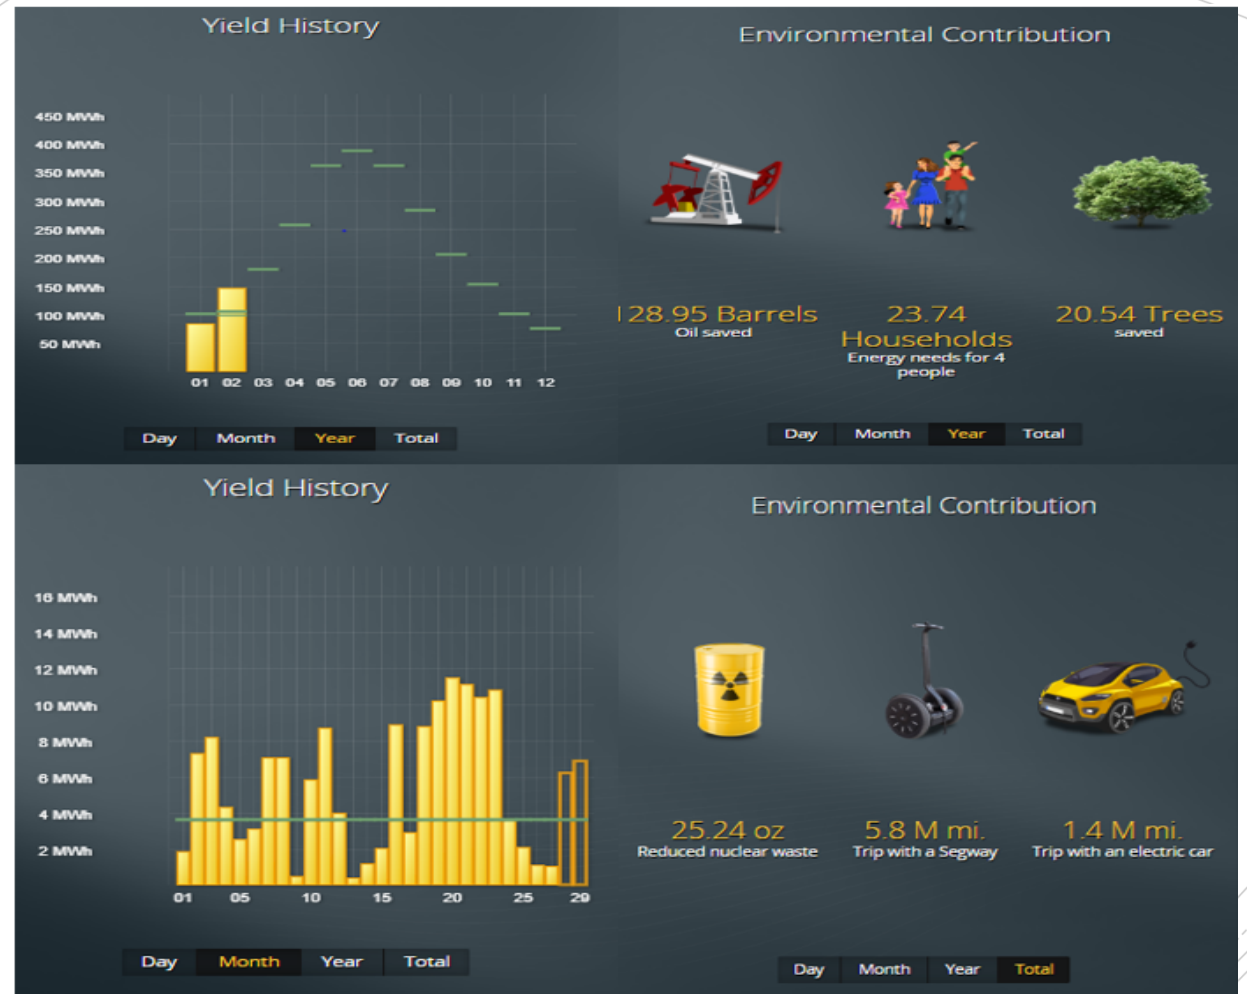 Yield History
450 MWh
400 MWh
350 MWh
300 MWh
250 MWh
200 MWh
150 MWh
100 MWh
50 MWh
01 02 03 04 05 06 07 08 09 10 11 12
Day Month Year Total
Environmental Contribution
128.95 Barrels
Oil saved
23.74
Households
Energy needs for 4
people
20.54 Trees
saved
Day Month Year Total
Yield History
16 MWh
14 MWh
12 MWh
10 MWh
8 MWh
6 MWh
4 MWh
2 MWh
01 05 10 15 20 25 29
Day Month Year Total
Environmental Contribution
25.24 oz
Reduced nuclear waste
5.8 M mi.
Trip with a Segway
1.4 M mi.
Trip with an electric car
Day Month Year Total